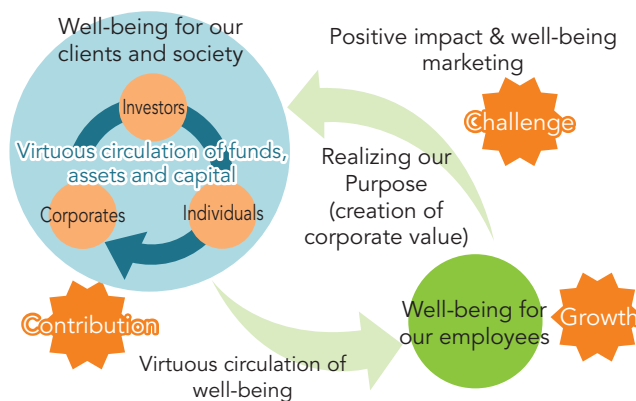 Well-being for our
clients and society
Investors
Virtuous circulation of funds,
assets and capital
Corporates
Individuals
Contribution
Positive impact & well-being
marketing
Challenge
Realizing our
Purpose
(creation of
corporate value)
Well-being for
our employees
Growth
Virtuous circulation of
well-being